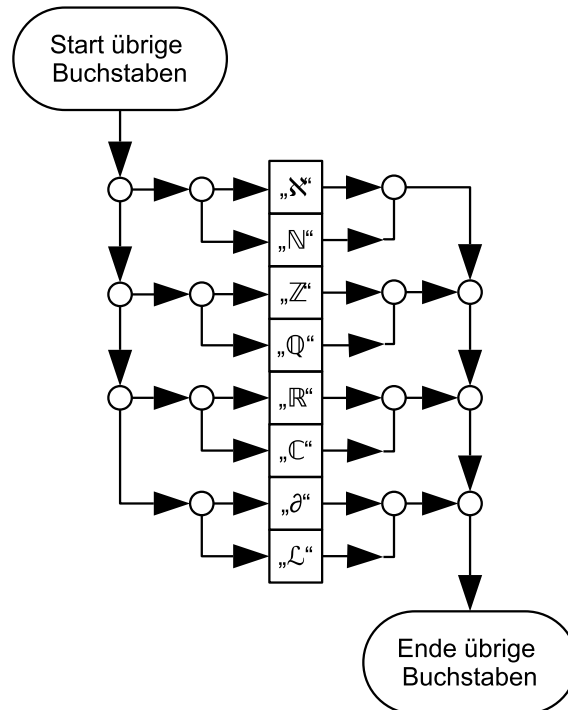 Start übrige
Buchstaben
„ℵ“
„ℕ“
„ℤ“
„ℚ“
„ℝ“
„ℂ“
„∂“
„ℒ“
Ende übrige
Buchstaben